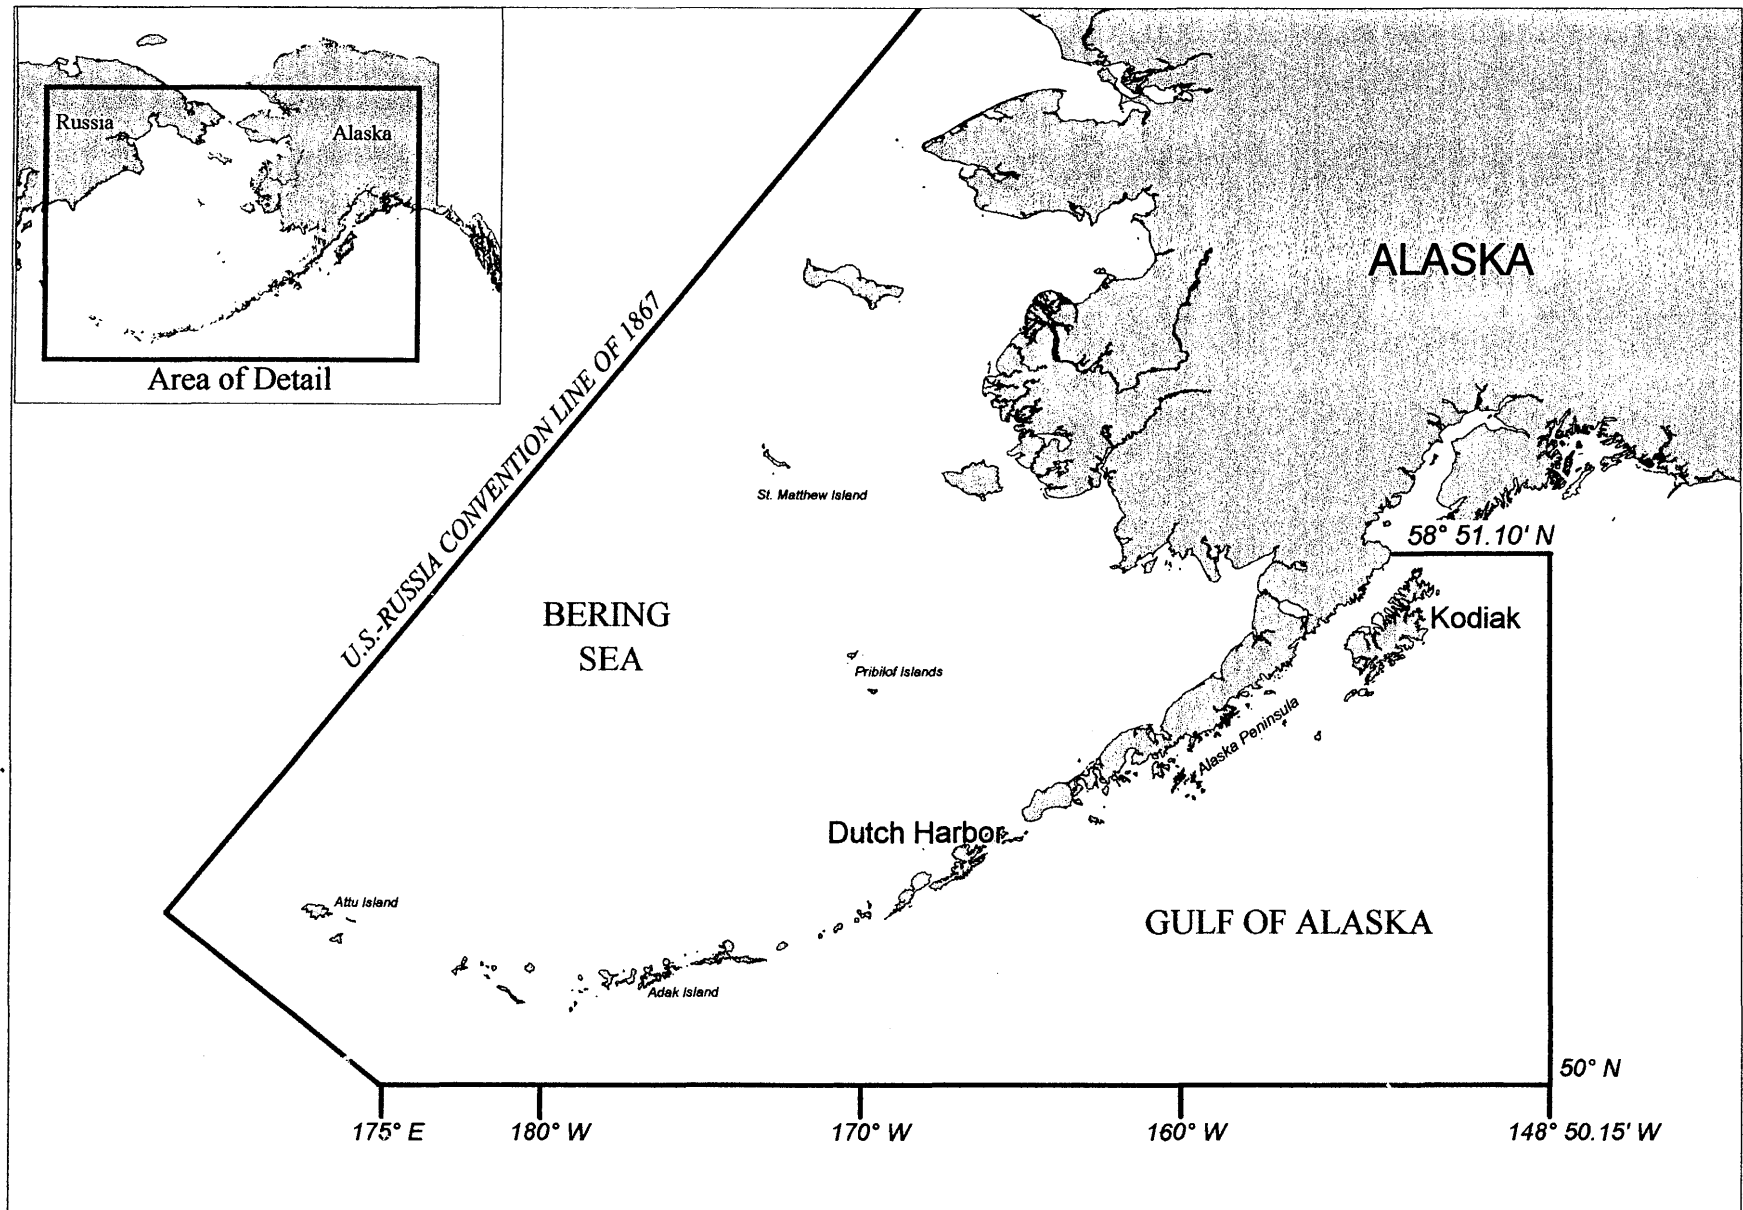 Russia
Alaska
Area of Detail
ALASKA
U.S.-RUSSIA CONVENTION LINE OF 1867
St. Matthew Island
58° 51.10' N
BERING
SEA
Kodiak
Pribilof Islands
Alaska Peninsula
Dutch Harbor
Attu Island
GULF OF ALASKA
Adak Island
50° N
175° E
180° W
170° W
160° W
148° 50.15' W